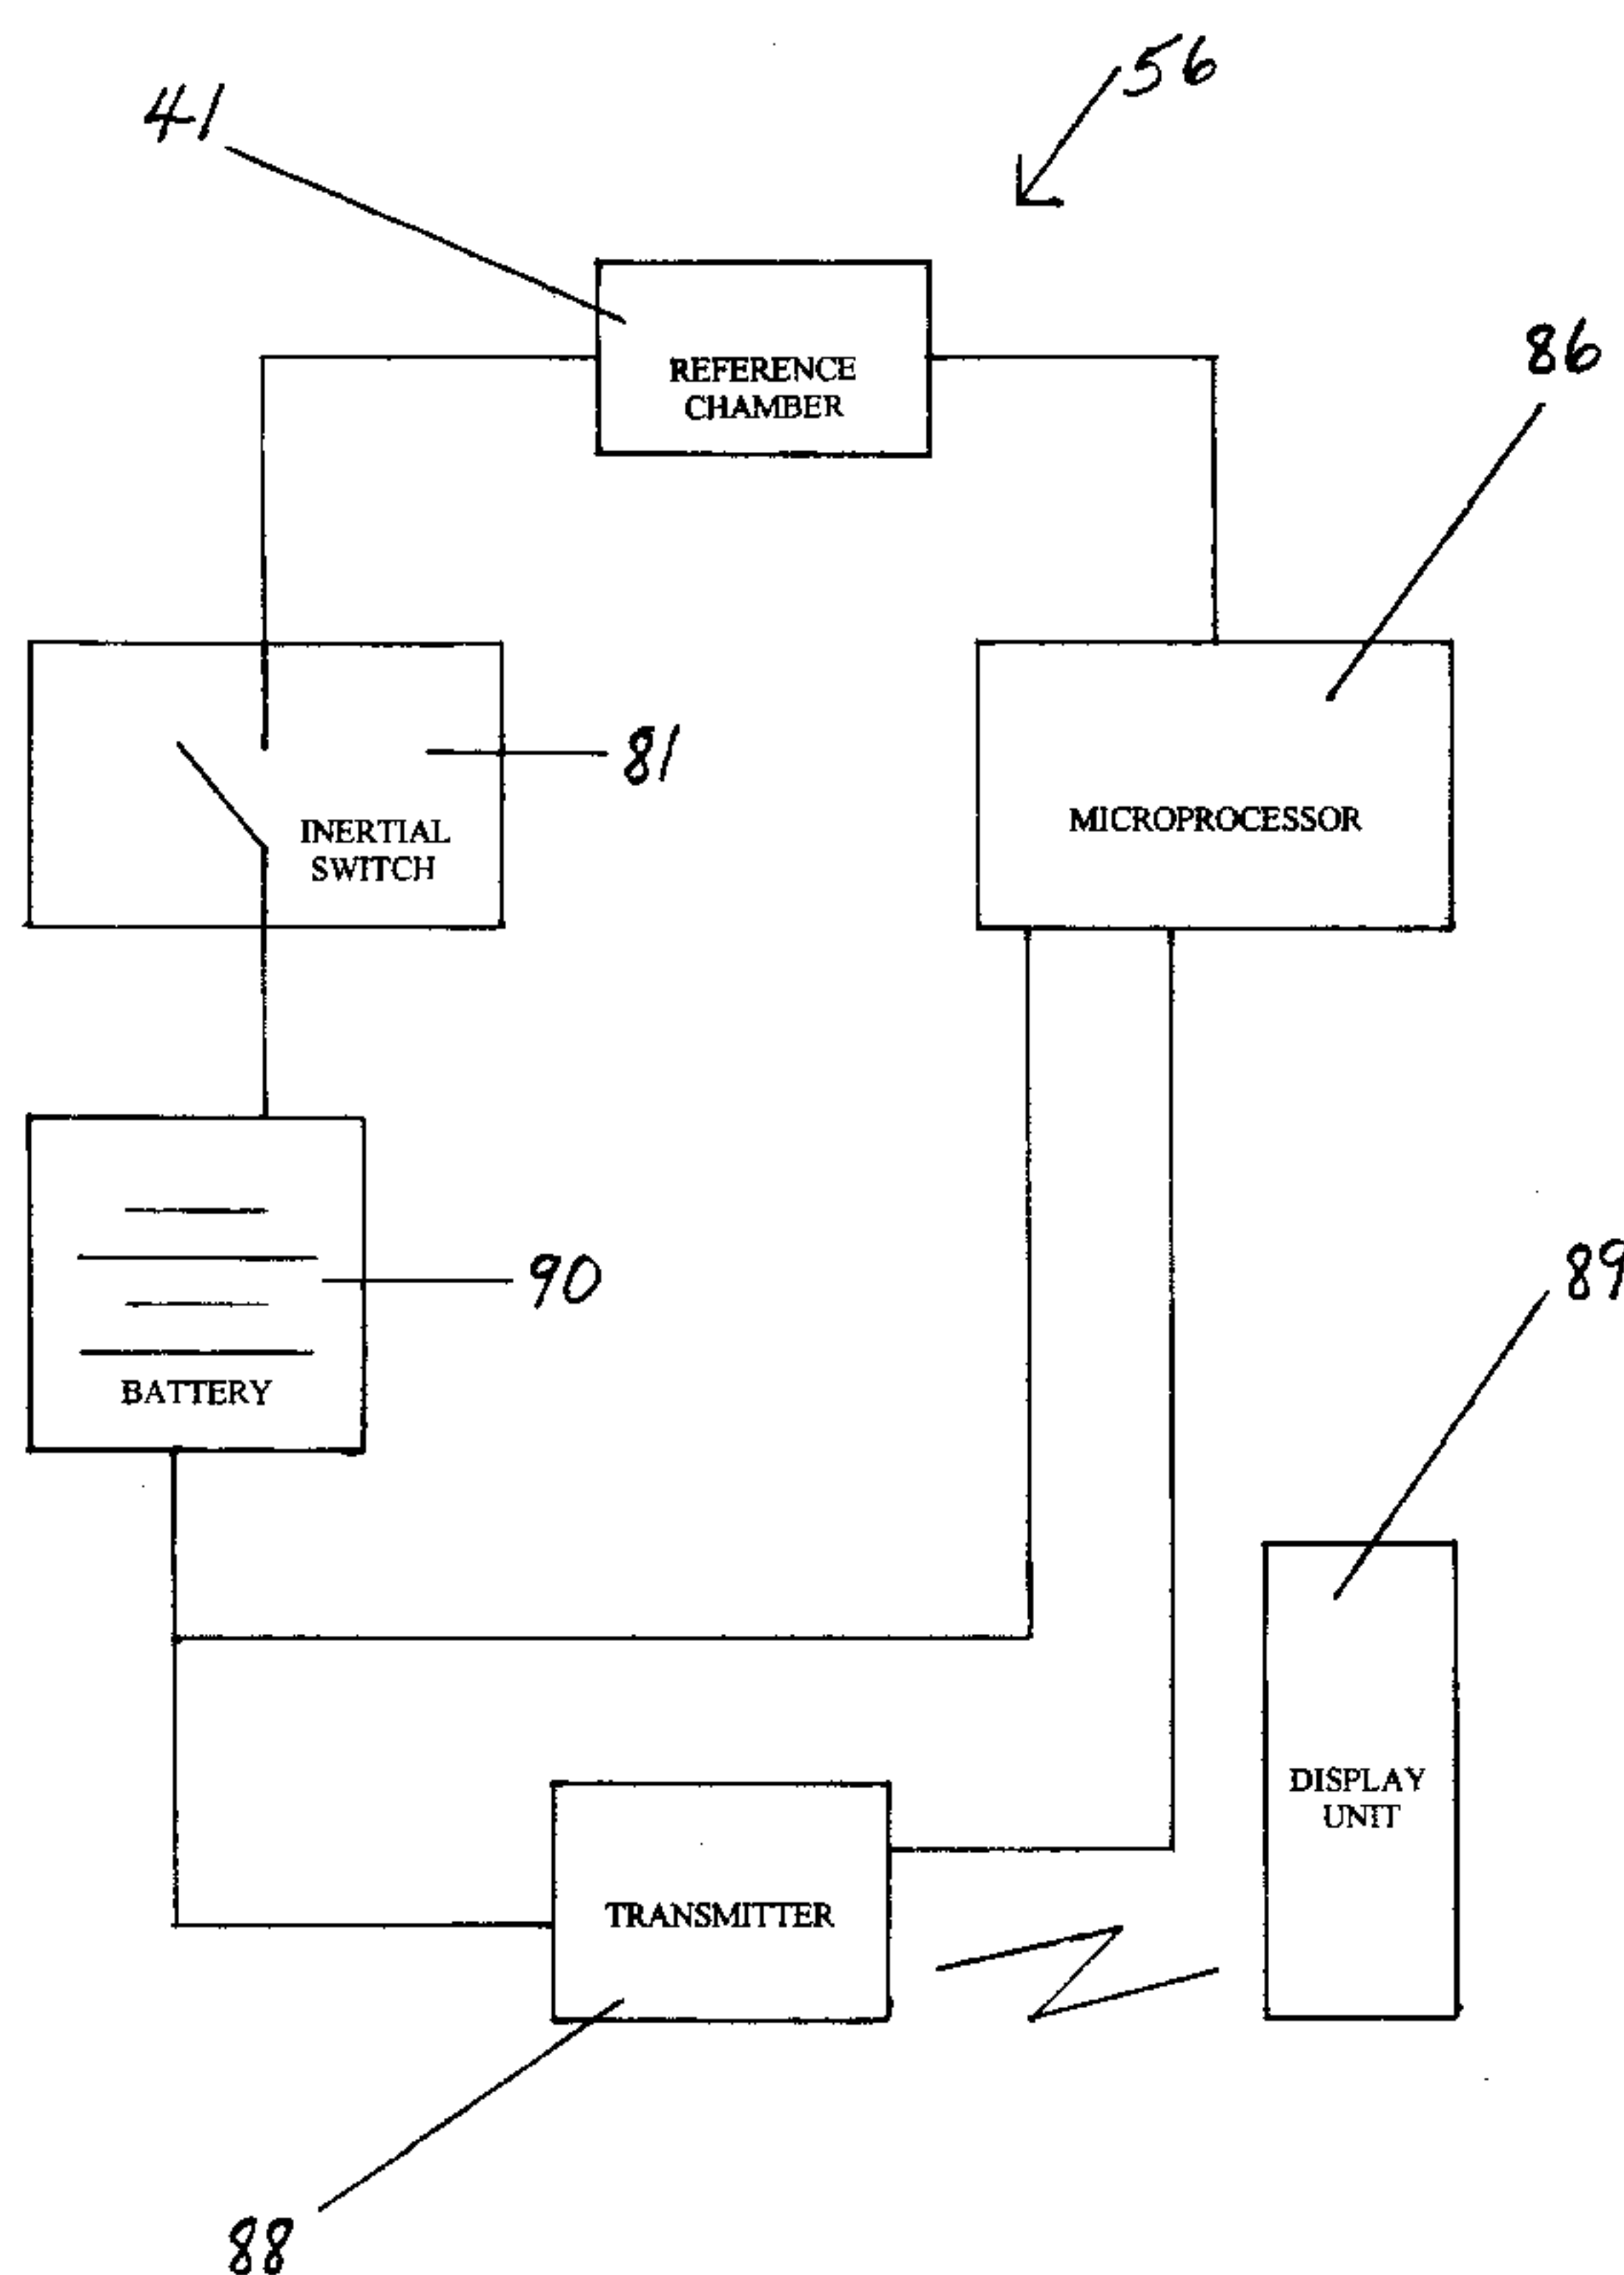 56
41
REFERENCE
CHAMBER
86
81
INERTIAL
SWITCH
MICROPROCESSOR
90
BATTERY
89
DISPLAY
UNIT
TRANSMITTER
88